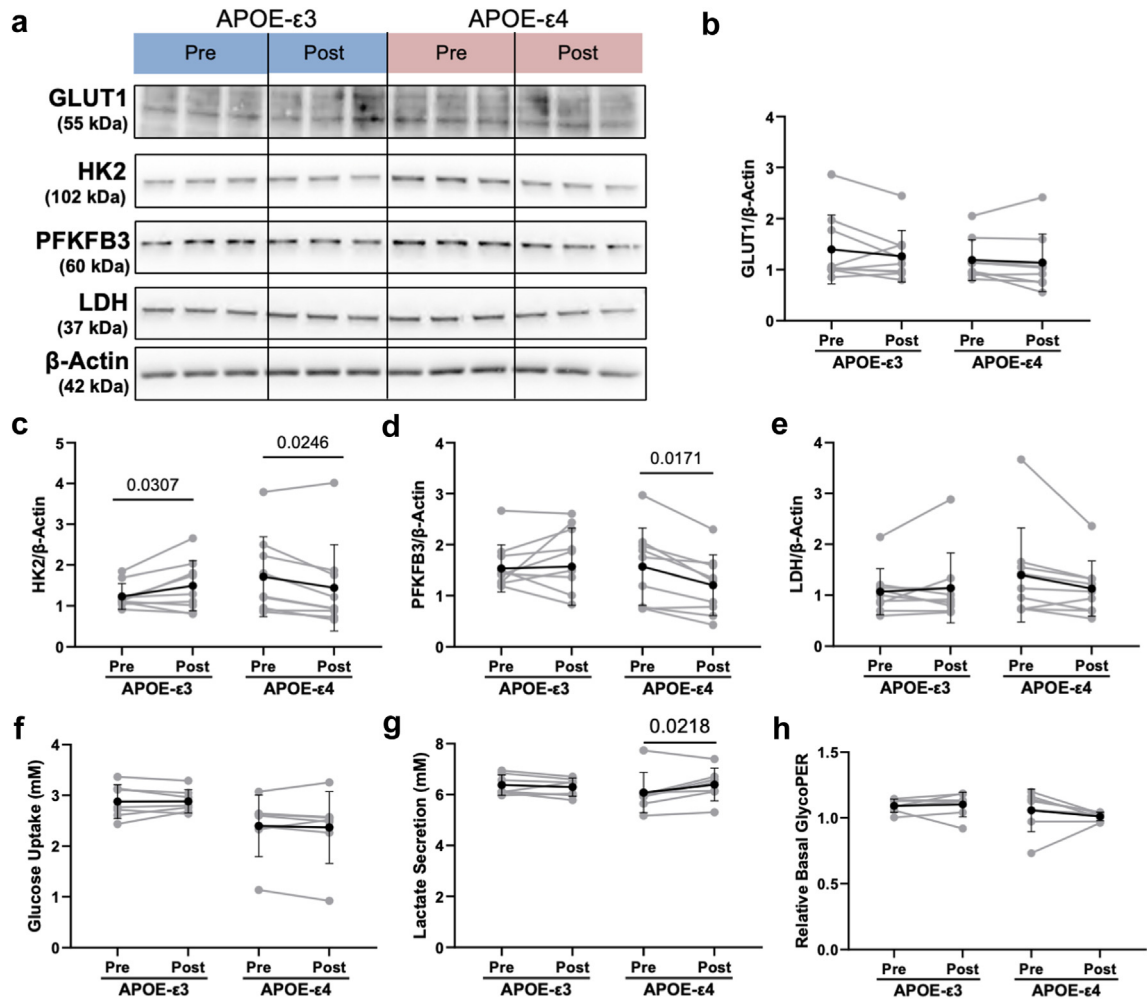 a
APOE-ε3 APOE-ε4
Pre Post Pre Post
GLUT1
(55 kDa)
HK2
(102 kDa)
PFKFB3
(60 kDa)
LDH
(37 kDa)
β-Actin
(42 kDa)
b
GLUT1/β-Actin
4
3
2
1
0
Pre Post Pre Post
APOE-ε3 APOE-ε4
c
HK2/β-Actin
5
4
3
2
1
0
0.0307
0.0246
Pre Post Pre Post
APOE-ε3 APOE-ε4
d
PFKFB3/β-Actin
4
3
2
1
0
0.0171
Pre Post Pre Post
APOE-ε3 APOE-ε4
e
LDH/β-Actin
4
3
2
1
0
Pre Post Pre Post
APOE-ε3 APOE-ε4
f
Glucose Uptake (mM)
4
3
2
1
0
Pre Post Pre Post
APOE-ε3 APOE-ε4
g
Lactate Secretion (mM)
8
6
4
2
0
0.0218
Pre Post Pre Post
APOE-ε3 APOE-ε4
h
Relative Basal GlycoPER
1.5
1.0
0.5
0.0
Pre Post Pre Post
APOE-ε3 APOE-ε4